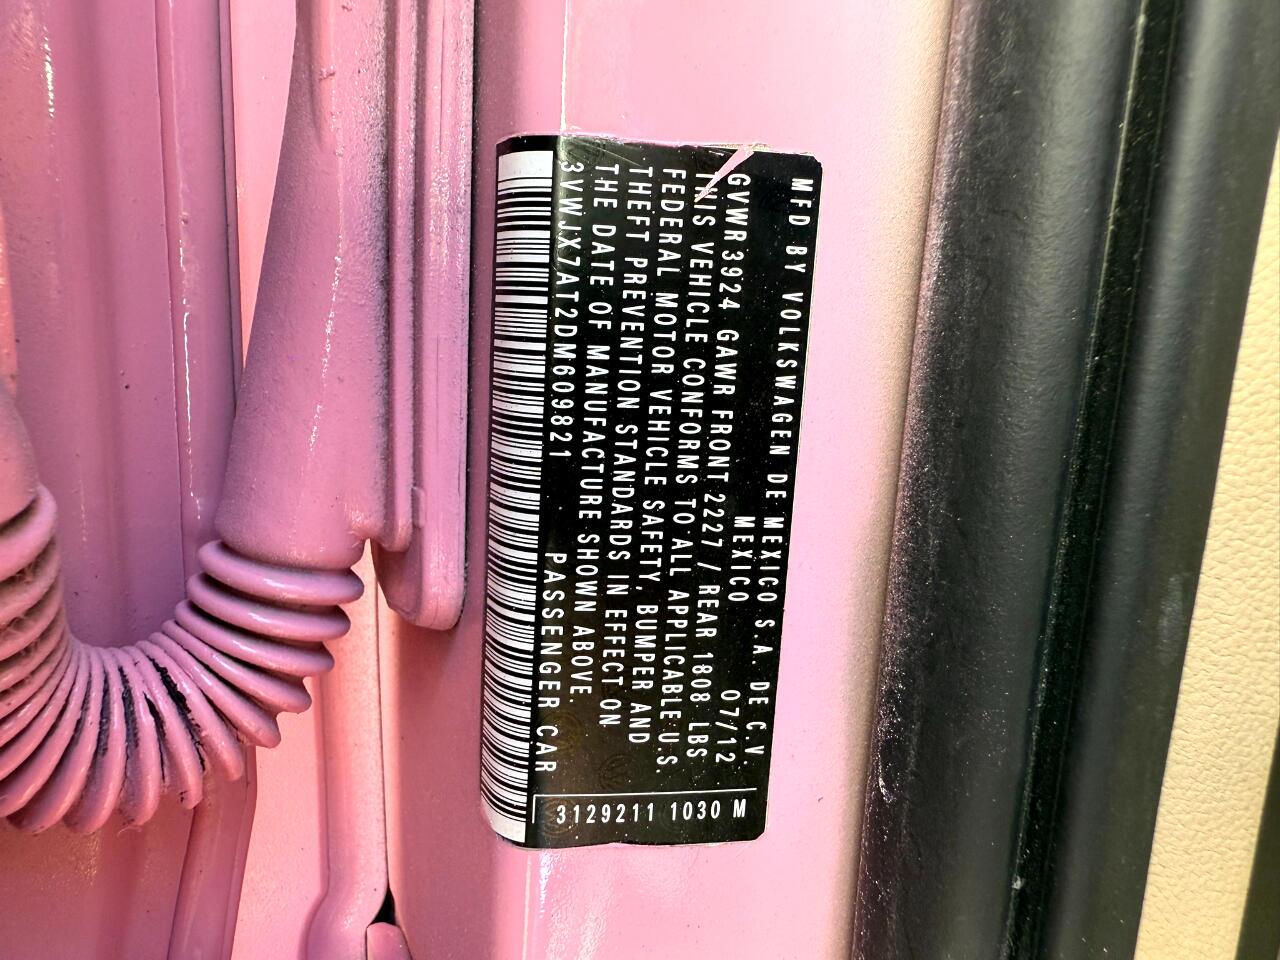 MFD BY VOLKSWAGEN DE MEXICO S.A. DE C.V.
MEXICO 07/12
GVWR 3924 GAWR FRONT 2227 / REAR 1808 LBS
THIS VEHICLE CONFORMS TO ALL APPLICABLE U.S.
FEDERAL MOTOR VEHICLE SAFETY, BUMPER AND
THEFT PREVENTION STANDARDS IN EFFECT ON
THE DATE OF MANUFACTURE SHOWN ABOVE.
3VWJX7AT2DM609821 PASSENGER CAR
3129211 1030 M